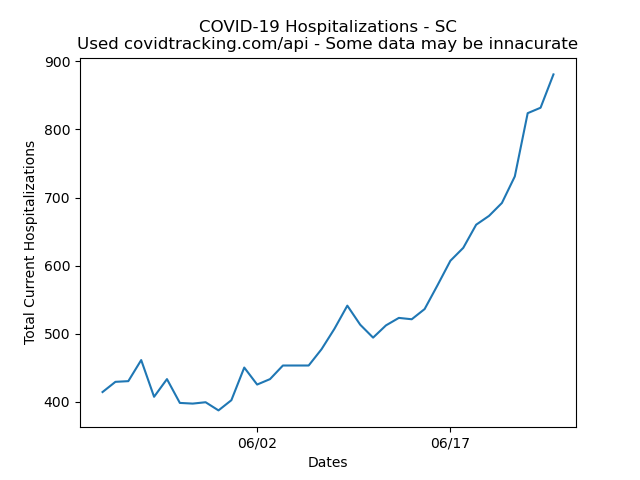 COVID-19 Hospitalizations - SC
Used covidtracking.com/api - Some data may be innacurate
900
800
700
600
500
400
Total Current Hospitalizations
06/02
06/17
Dates